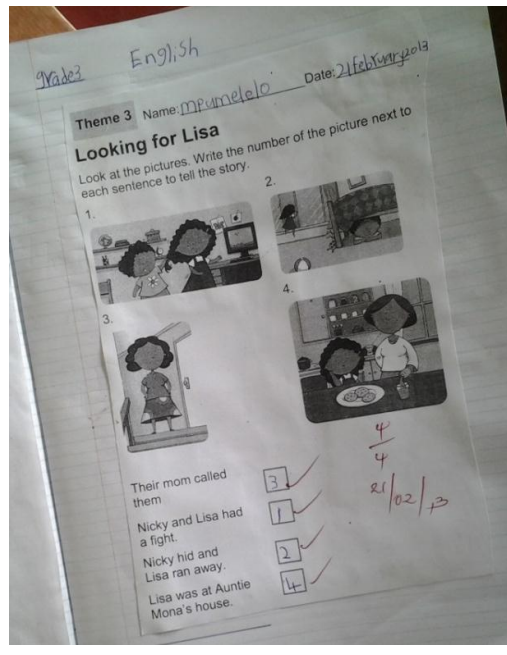 grade3 English
Theme 3 Name: mpumelelo Date: 21 February 2013
Looking for Lisa
Look at the pictures. Write the number of the picture next to
each sentence to tell the story.
1.
2.
3.
4.
Their mom called
them
3
Nicky and Lisa had
a fight.
1
Nicky hid and
Lisa ran away.
2
Lisa was at Auntie
Mona's house.
4
4
4
21/02/13